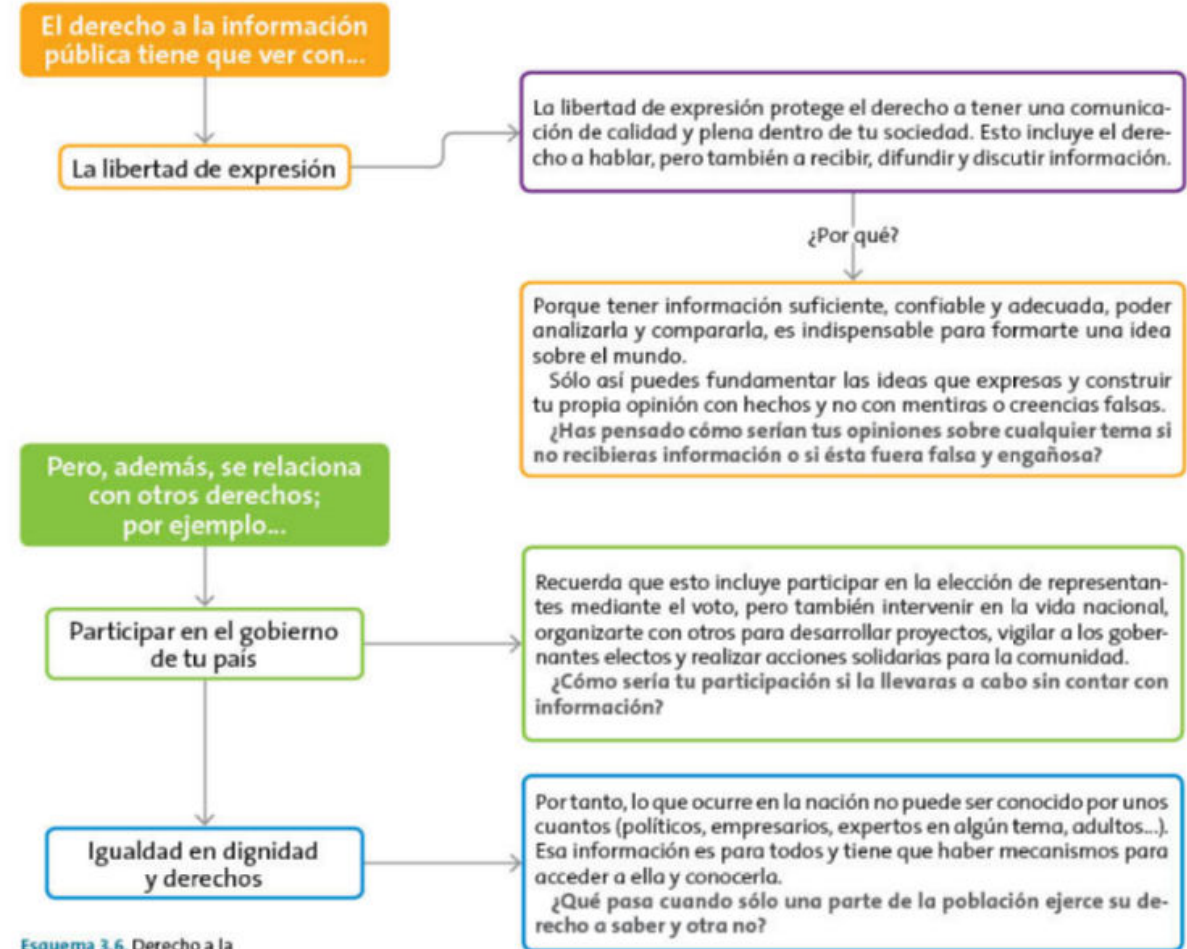 El derecho a la información
pública tiene que ver con...
La libertad de expresión
La libertad de expresión protege el derecho a tener una comunica-
ción de calidad y plena dentro de tu sociedad. Esto incluye el dere-
cho a hablar, pero también a recibir, difundir y discutir información.
¿Por qué?
Porque tener información suficiente, confiable y adecuada, poder
analizarla y compararla, es indispensable para formarte una idea
sobre el mundo.
Sólo así puedes fundamentar las ideas que expresas y construir
tu propia opinión con hechos y no con mentiras o creencias falsas.
¿Has pensado cómo serían tus opiniones sobre cualquier tema si
no recibieras información o si ésta fuera falsa y engañosa?
Pero, además, se relaciona
con otros derechos;
por ejemplo...
Participar en el gobierno
de tu país
Recuerda que esto incluye participar en la elección de representan-
tes mediante el voto, pero también intervenir en la vida nacional,
organizarte con otros para desarrollar proyectos, vigilar a los gober-
nantes electos y realizar acciones solidarias para la comunidad.
¿Cómo sería tu participación si la llevaras a cabo sin contar con
información?
Igualdad en dignidad
y derechos
Por tanto, lo que ocurre en la nación no puede ser conocido por unos
cuantos (políticos, empresarios, expertos en algún tema, adultos...).
Esa información es para todos y tiene que haber mecanismos para
acceder a ella y conocerla.
¿Qué pasa cuando sólo una parte de la población ejerce su de-
recho a saber y otra no?
Esquema 3.6 Derecho a la